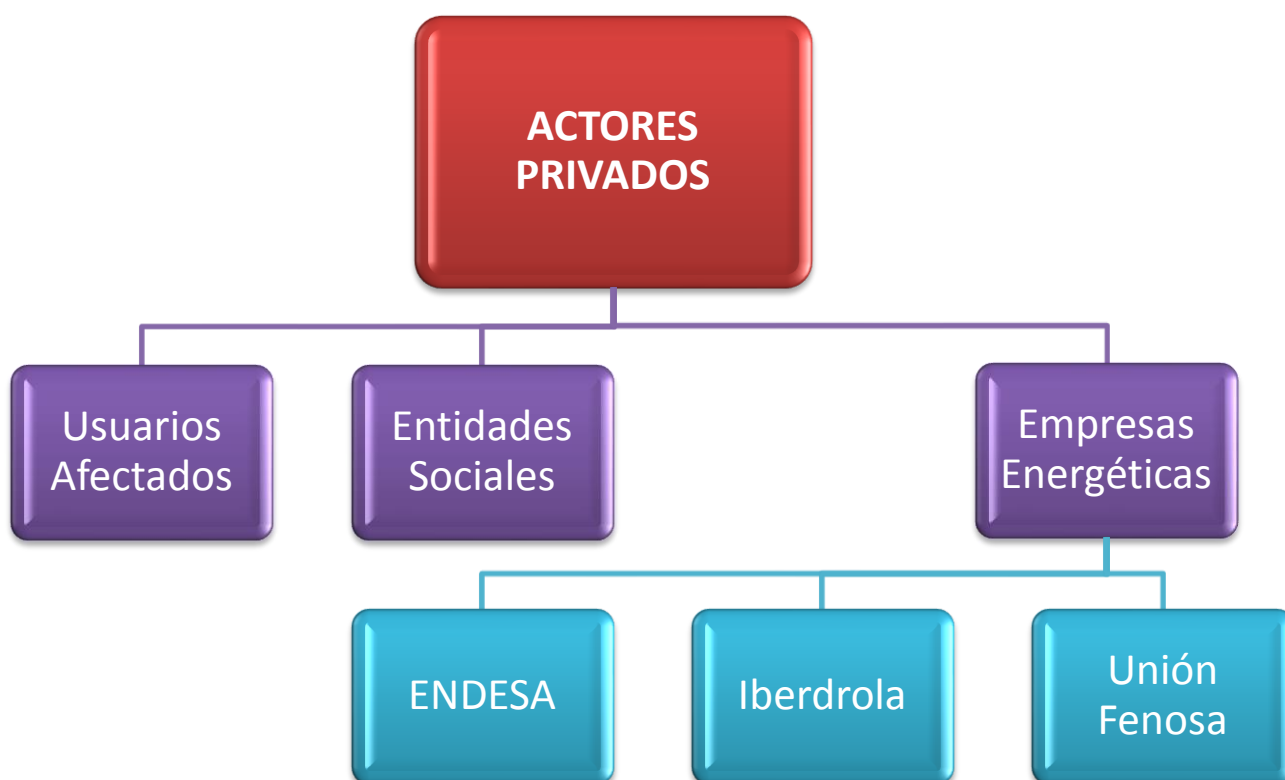 ACTORES
PRIVADOS
Usuarios
Afectados
Entidades
Sociales
Empresas
Energéticas
ENDESA
Iberdrola
Unión
Fenosa